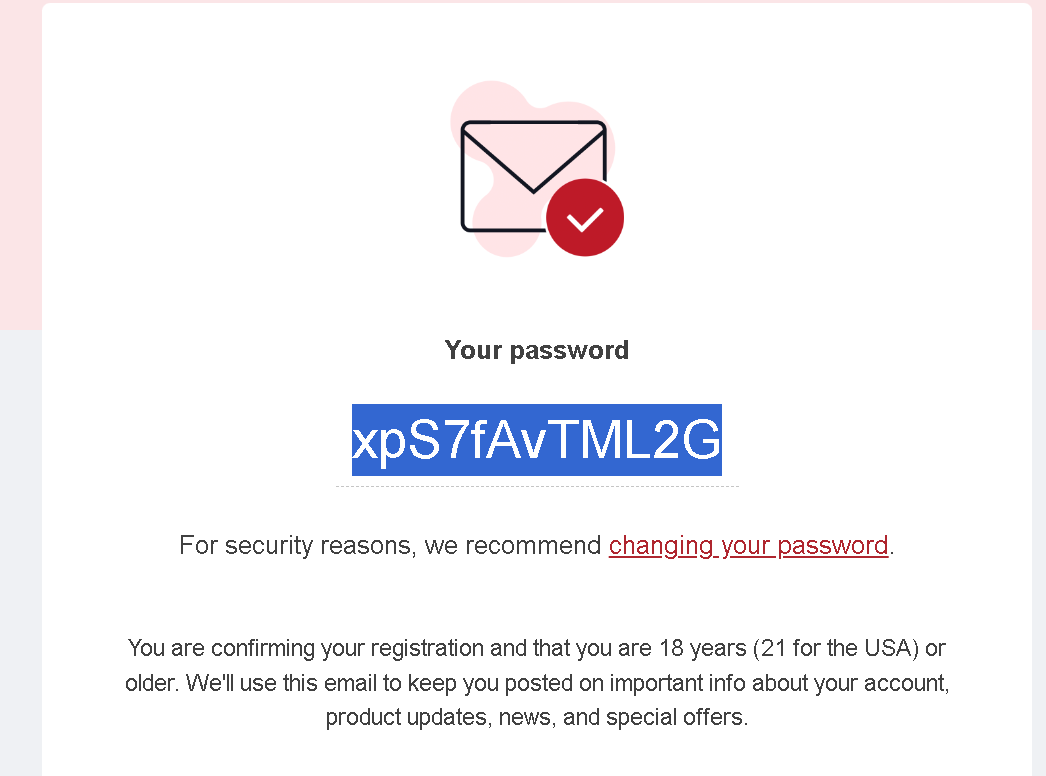 Your password
xpS7fAvTML2G
For security reasons, we recommend changing your password.
You are confirming your registration and that you are 18 years (21 for the USA) or
older. We'll use this email to keep you posted on important info about your account,
product updates, news, and special offers.